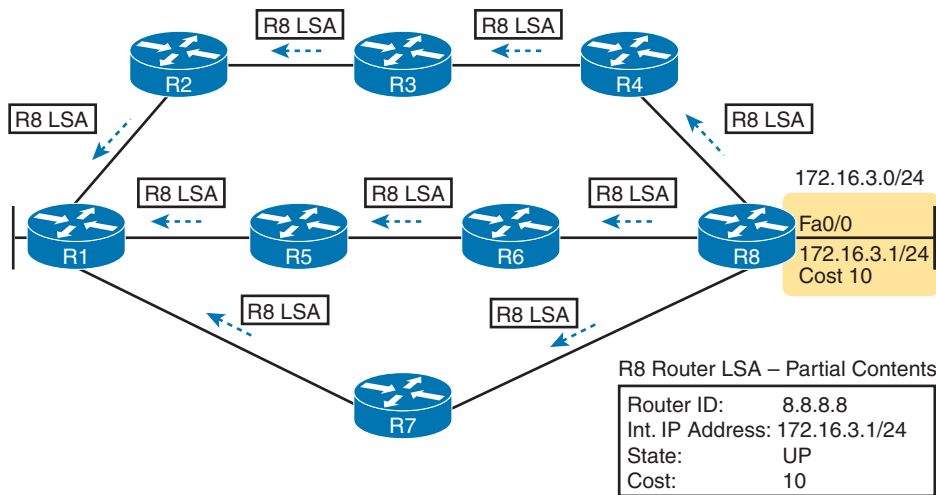 R8 LSA
R8 LSA
R2
R3
R4
R8 LSA
R8 LSA
172.16.3.0/24
R8 LSA
R8 LSA
R8 LSA
Fa0/0
R1
R5
R6
R8
172.16.3.1/24
Cost 10
R8 LSA
R8 LSA
R7
R8 Router LSA – Partial Contents
Router ID: 8.8.8.8
Int. IP Address: 172.16.3.1/24
State: UP
Cost: 10